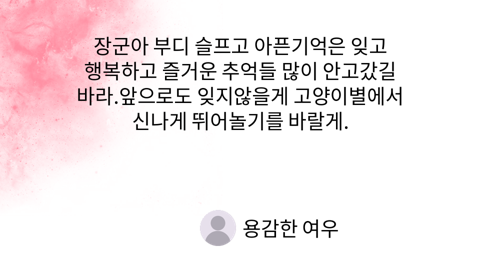 장군아 부디 슬프고 아픈기억은 잊고
행복하고 즐거운 추억들 많이 안고갔길
바라.앞으로도 잊지않을게 고양이별에서
신나게 뛰어놀기를 바랄게.
용감한 여우